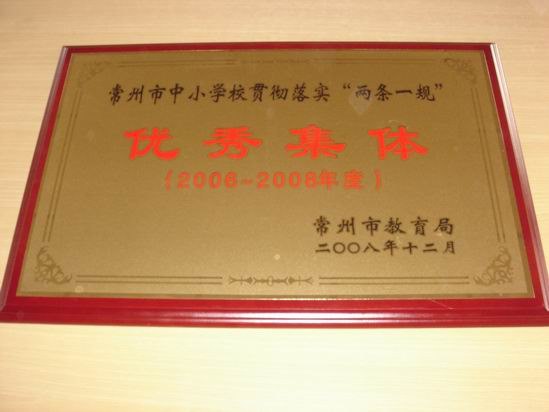 常州市中小学校贯彻落实“两条一规”
优秀集体
(2006-2008年度)
常州市教育局
二〇〇八年十二月